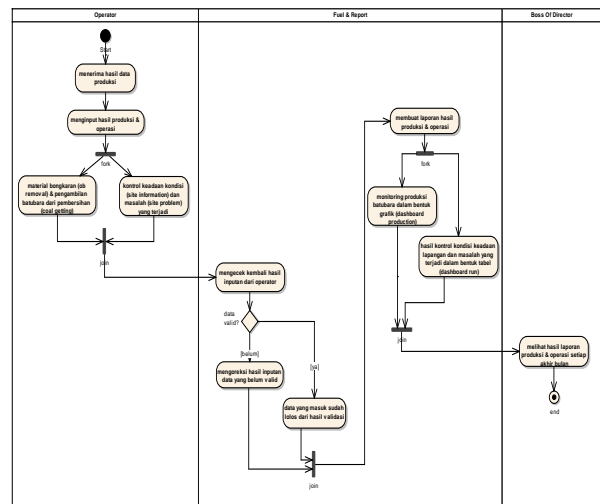 Operator
Fuel & Report
Boss Of Director
Start
menerima hasil data
produksi
menginput hasil produksi &
operasi
fork
material bongkaran (ob
removal) & pengambilan
batubara dari pembersihan
(coal getting)
kontrol keadaan kondisi
(site information) dan
masalah (site problem)
yang terjadi
join
mengecek kembali hasil
inputan dari operator
data
valid?
[belum]
[ya]
mengoreksi hasil inputan
data yang belum valid
data yang masuk sudah
lolos dari hasil validasi
join
membuat laporan hasil
produksi & operasi
fork
monitoring produksi
batubara dalam bentuk
grafik (dashboard
production)
hasil kontrol kondisi keadaan
lapangan dan masalah yang
terjadi dalam bentuk tabel
(dashboard run)
join
melihat hasil laporan
produksi & operasi setiap
akhir bulan
end